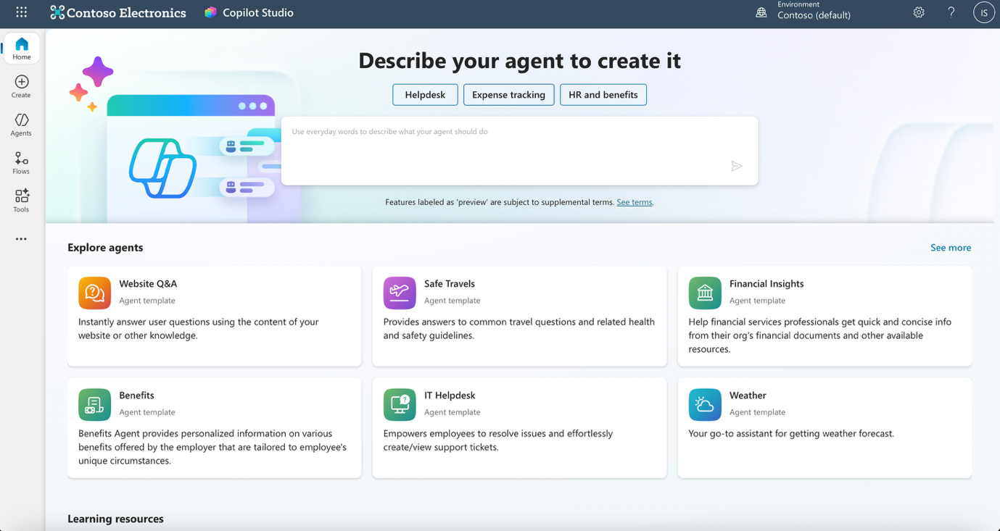 Contoso Electronics
Copilot Studio
Environment
Contoso (default)
?
IS
Home
Create
Agents
Flows
Tools
Describe your agent to create it
Helpdesk
Expense tracking
HR and benefits
Use everyday words to describe what your agent should do
Features labeled as 'preview' are subject to supplemental terms. See terms.
Explore agents
See more
Website Q&A
Agent template
Instantly answer user questions using the content of your
website or other knowledge.
Safe Travels
Agent template
Provides answers to common travel questions and related health
and safety guidelines.
Financial Insights
Agent template
Help financial services professionals get quick and concise info
from their org's financial documents and other available
resources.
Benefits
Agent template
Benefits Agent provides personalized information on various
benefits offered by the employer that are tailored to employee's
unique circumstances.
IT Helpdesk
Agent template
Empowers employees to resolve issues and effortlessly
create/view support tickets.
Weather
Agent template
Your go-to assistant for getting weather forecast.
Learning resources